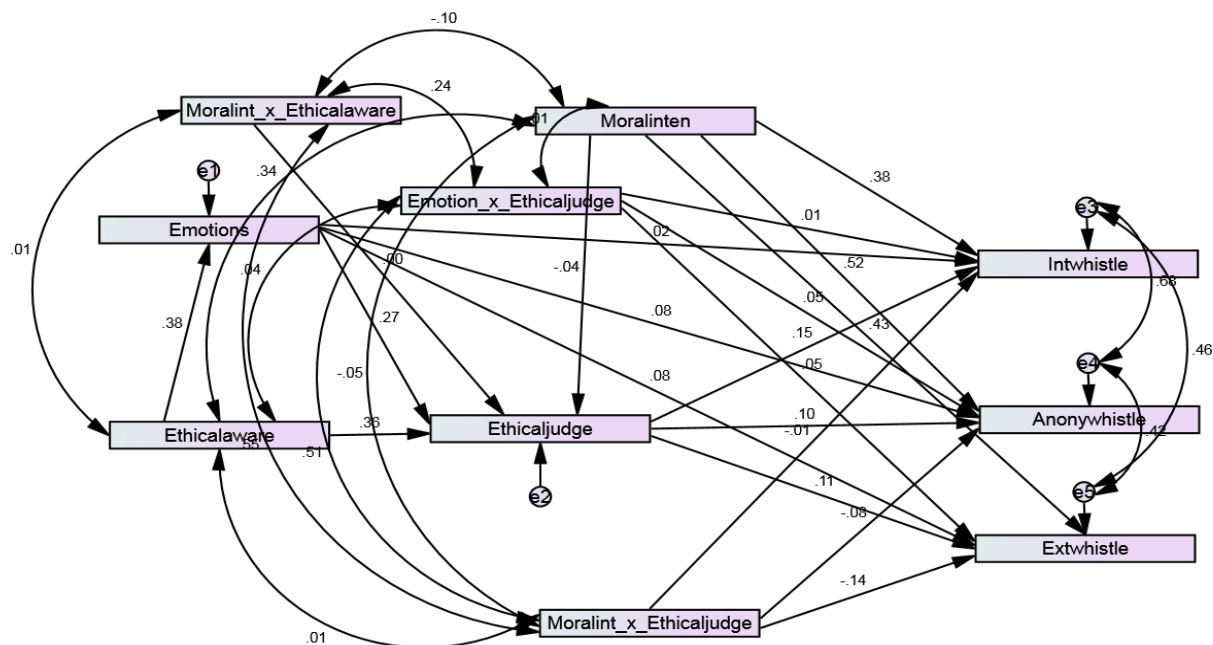 -.10
.24
Moralint_x_Ethicalaware
Moralinten
.01
.34
.38
e1
Emotion_x_Ethicaljudge
e3
.01
Emotions
.02
.01
.00
-.04
.52
Intwhistle
.68
.04
.05
.38
.27
.08
.15
.43
.46
e4
-.05
.08
.05
Ethicalaware
.36
Ethicaljudge
.10
-.01
Anonywhistle
.42
.55
.51
.11
e5
e2
-.08
Extwhistle
-.14
Moralint_x_Ethicaljudge
.01